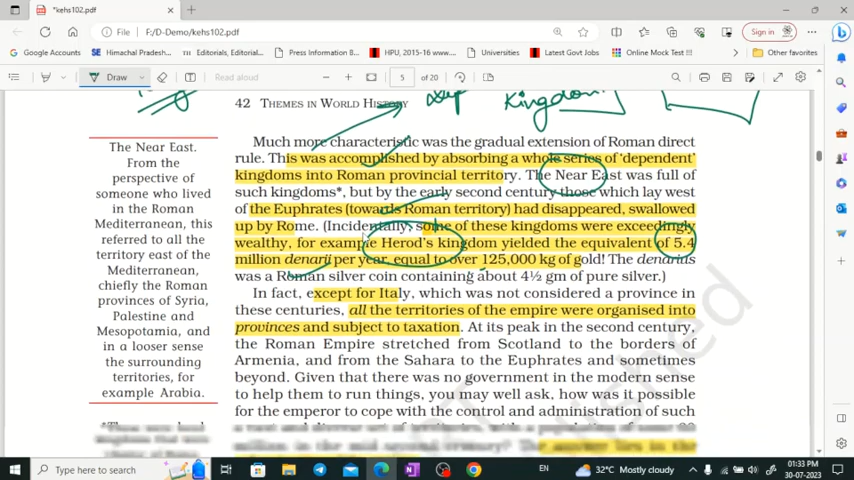 *kehs102.pdf
File F:/D-Demo/kehs102.pdf
Sign in
Google Accounts Himachal Pradesh... Editorials, Editorial... Press Information B... HPU, 2015-16 www.... Universities Latest Govt Jobs Online Mock Test !!! Other favorites
Draw Read aloud 5 of 20
42 THEMES IN WORLD HISTORY
Dep Kingdom
The Near East.
From the
perspective of
someone who lived
in the Roman
Mediterranean, this
referred to all the
territory east of the
Mediterranean,
chiefly the Roman
provinces of Syria,
Palestine and
Mesopotamia, and
in a looser sense
the surrounding
territories, for
example Arabia.
Much more characteristic was the gradual extension of Roman direct
rule. This was accomplished by absorbing a whole series of ‘dependent’
kingdoms into Roman provincial territory. The Near East was full of
such kingdoms*, but by the early second century those which lay west
of the Euphrates (towards Roman territory) had disappeared, swallowed
up by Rome. (Incidentally, some of these kingdoms were exceedingly
wealthy, for example Herod’s kingdom yielded the equivalent of 5.4
million denarii per year, equal to over 125,000 kg of gold! The denarius
was a Roman silver coin containing about 4½ gm of pure silver.)
In fact, except for Italy, which was not considered a province in
these centuries, all the territories of the empire were organised into
provinces and subject to taxation. At its peak in the second century,
the Roman Empire stretched from Scotland to the borders of
Armenia, and from the Sahara to the Euphrates and sometimes
beyond. Given that there was no government in the modern sense
to help them to run things, you may well ask, how was it possible
for the emperor to cope with the control and administration of such
Type here to search
32°C Mostly cloudy
EN
01:33 PM
30-07-2023